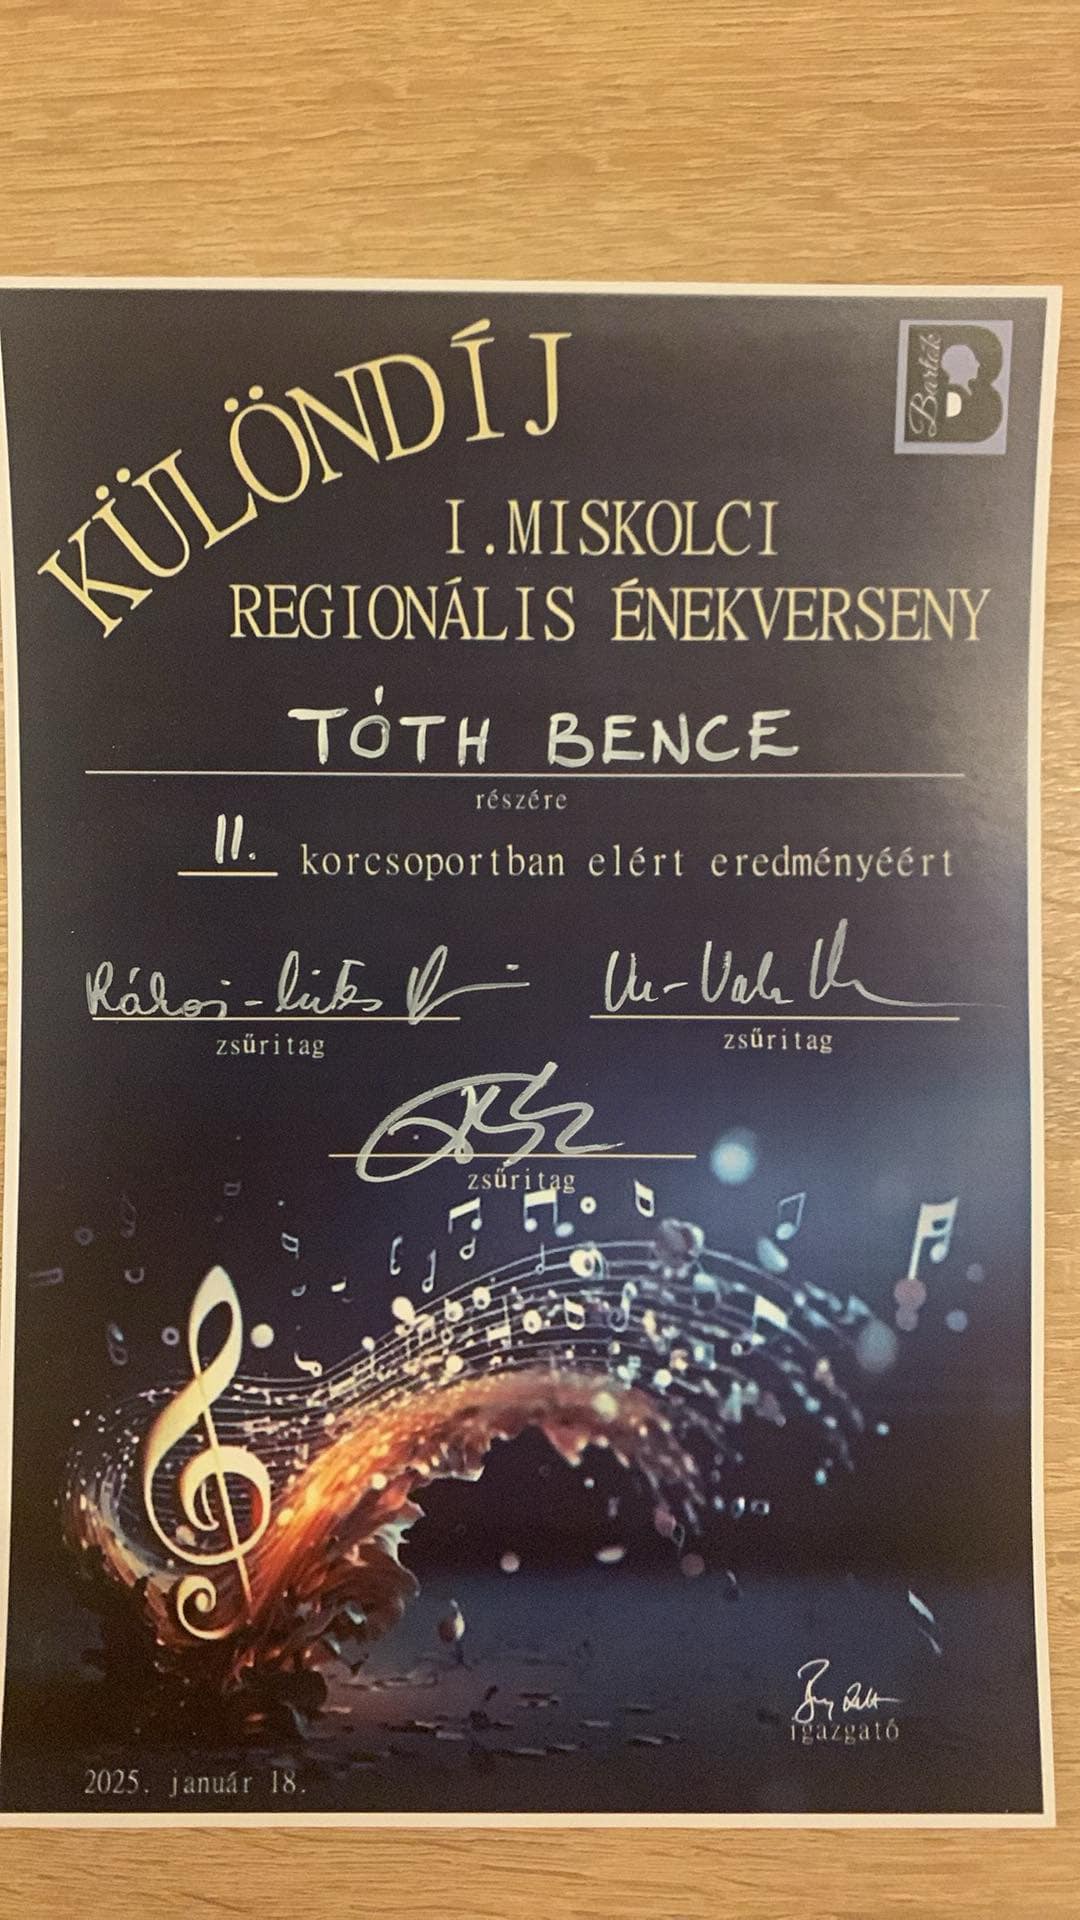 KÜLÖNDÍJ
Bartók
I.MISKOLCI
REGIONÁLIS ÉNEKVERSENY
TÓTH BENCE
részére
II. korcsoportban elért eredményéért
zsűritag
zsűritag
zsűritag
igazgató
2025. január 18.